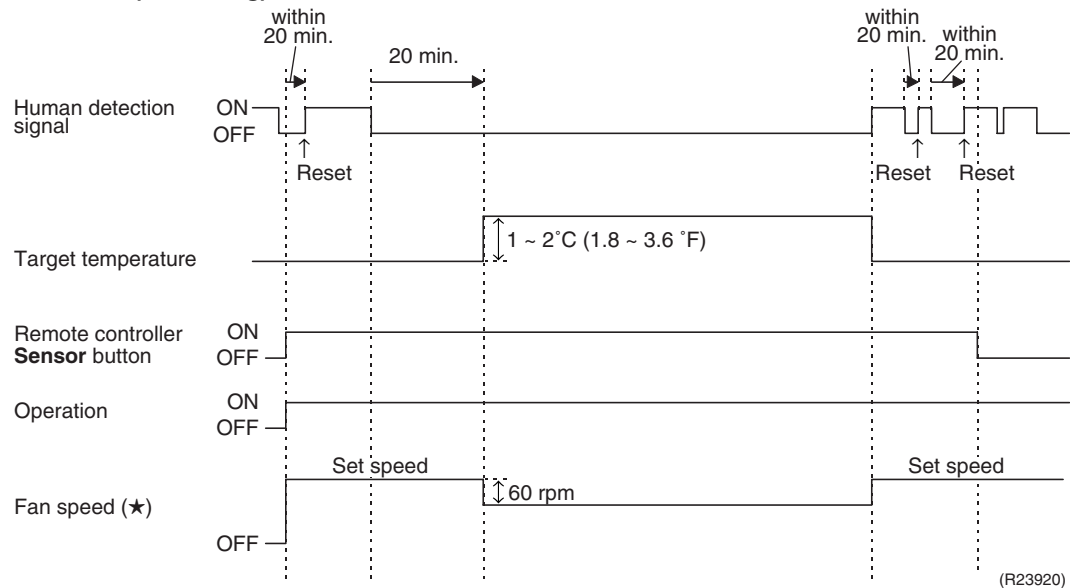 within
20 min.
20 min.
within
20 min.
within
20 min.
Human detection
signal
ON
OFF
Reset
Reset
Reset
Target temperature
1 ~ 2˚C (1.8 ~ 3.6 ˚F)
Remote controller
Sensor button
ON
OFF
Operation
ON
OFF
Set speed
Set speed
Fan speed (★)
60 rpm
OFF
(R23920)